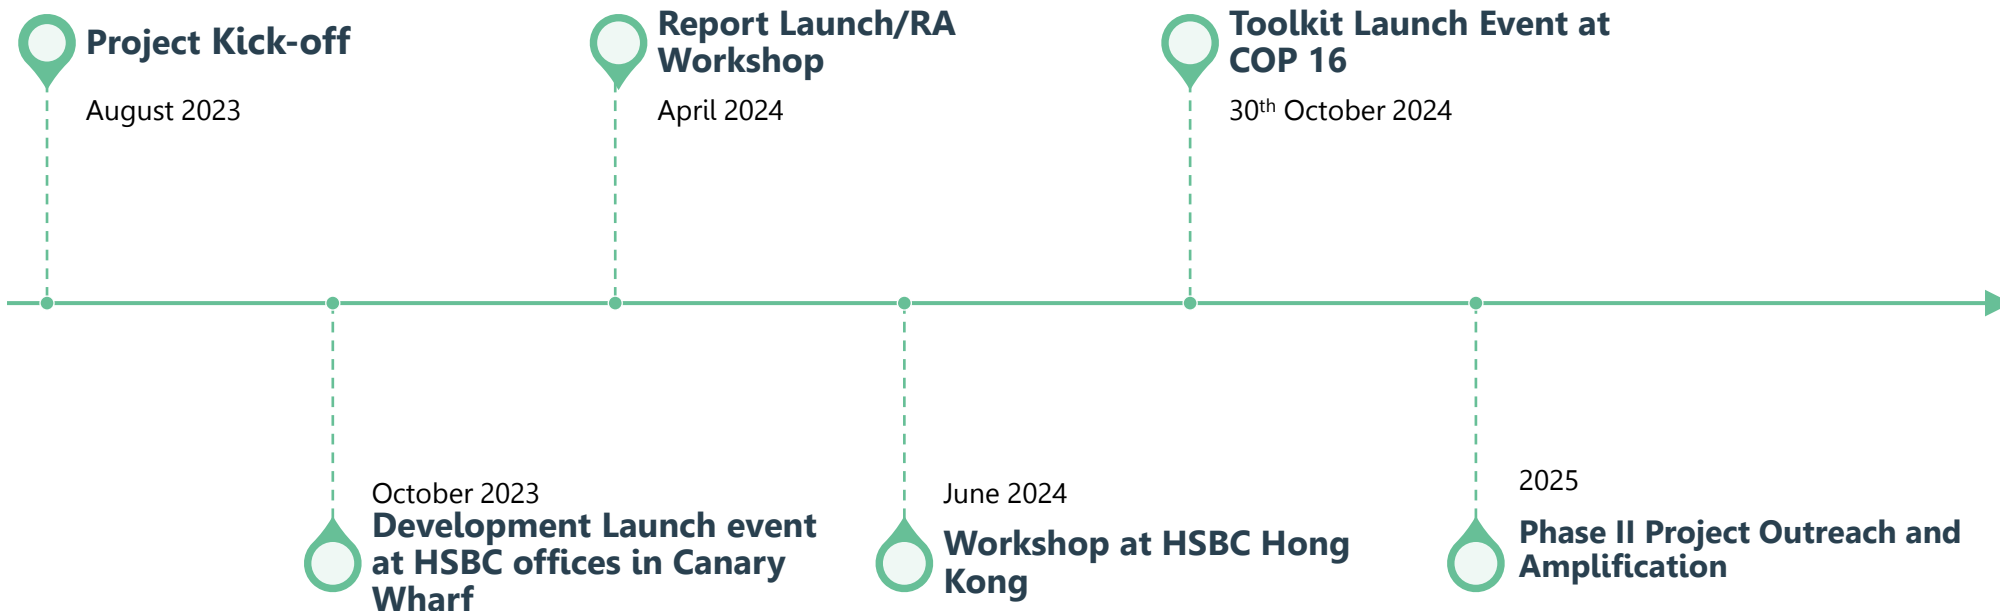 Project Kick-off
August 2023
Report Launch/RA
Workshop
April 2024
Toolkit Launch Event at
COP 16
30th October 2024
October 2023
Development Launch event
at HSBC offices in Canary
Wharf
June 2024
Workshop at HSBC Hong
Kong
2025
Phase II Project Outreach and
Amplification